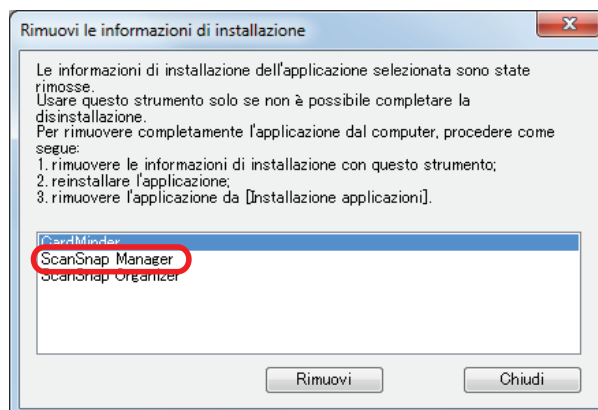 Rimuovi le informazioni di installazione
Le informazioni di installazione dell'applicazione selezionata sono state
rimosse.
Usare questo strumento solo se non è possibile completare la
disinstallazione.
Per rimuovere completamente l'applicazione dal computer, procedere come
segue:
1. rimuovere le informazioni di installazione con questo strumento;
2. reinstallare l'applicazione;
3. rimuovere l'applicazione da [Installazione applicazioni].
CardMinder
ScanSnap Manager
ScanSnap Organizer
Rimuovi
Chiudi